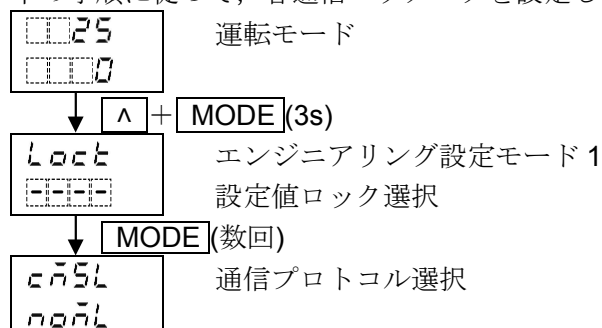 25 運転モード
0
∧ + MODE (3s)
Lock エンジニアリング設定モード 1
---- 設定値ロック選択
MODE (数回)
cñSL 通信プロトコル選択
noñL